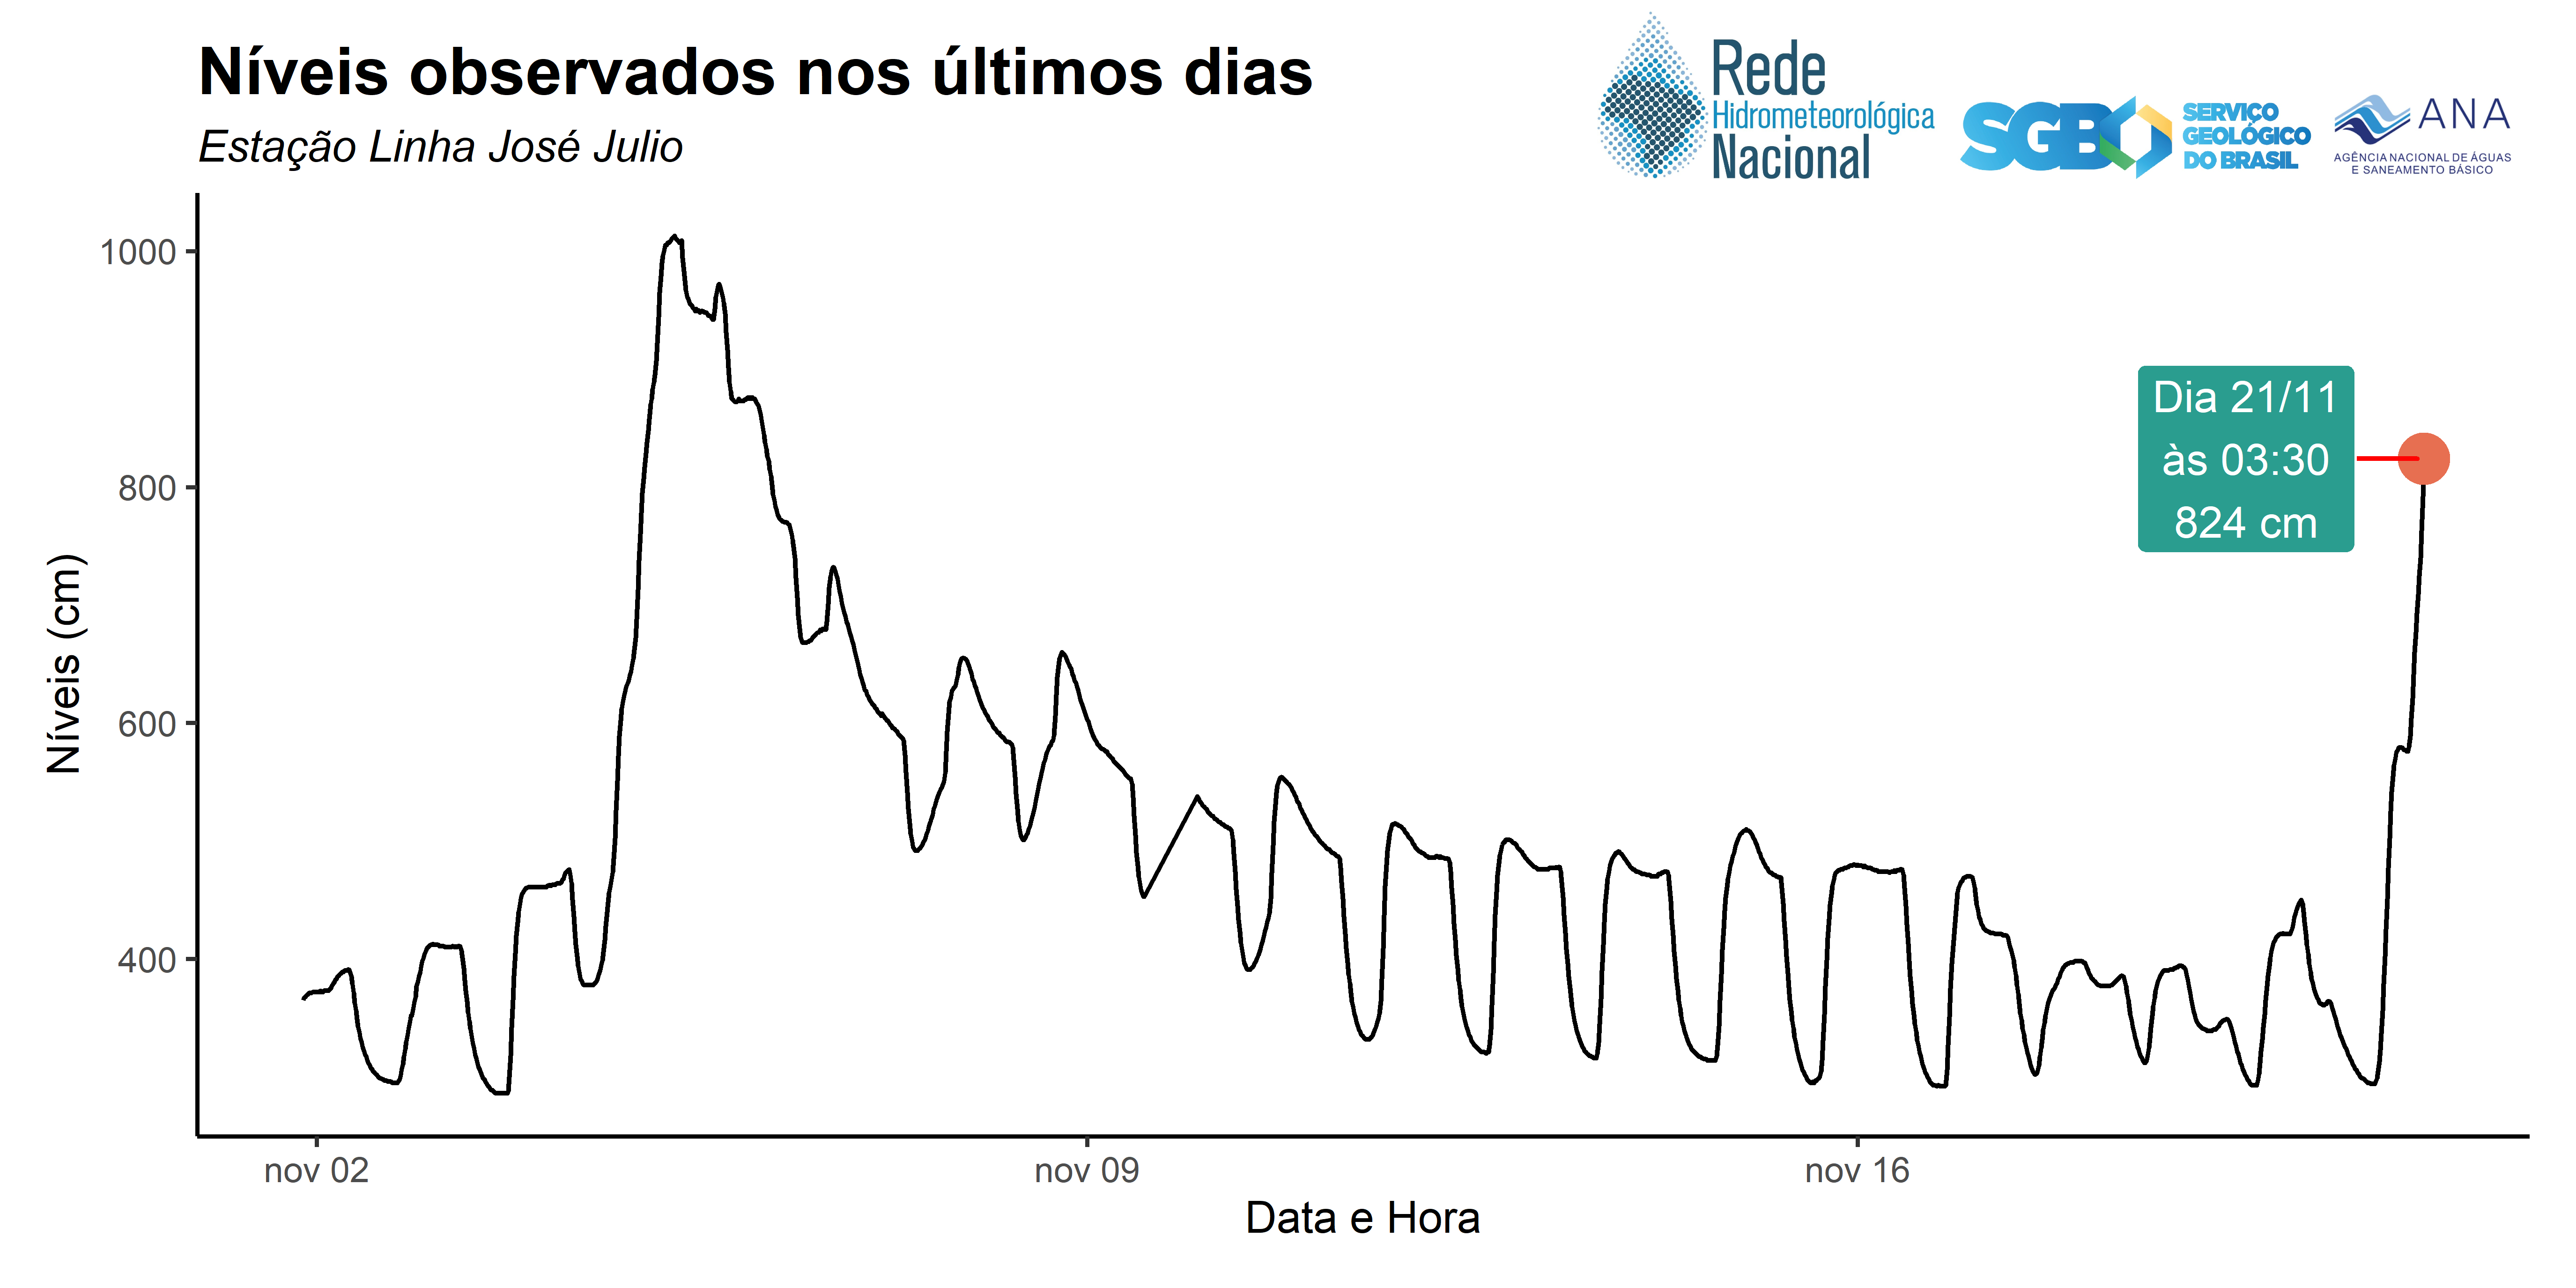 Níveis observados nos últimos dias
Estação Linha José Julio
Rede
Hidrometeorológica
Nacional
SGB
SERVIÇO
GEOLÓGICO
DO BRASIL
ANA
AGÊNCIA NACIONAL DE ÁGUAS
E SANEAMENTO BÁSICO
Níveis (cm)
1000
800
600
400
Dia 21/11
às 03:30
824 cm
nov 02
nov 09
nov 16
Data e Hora